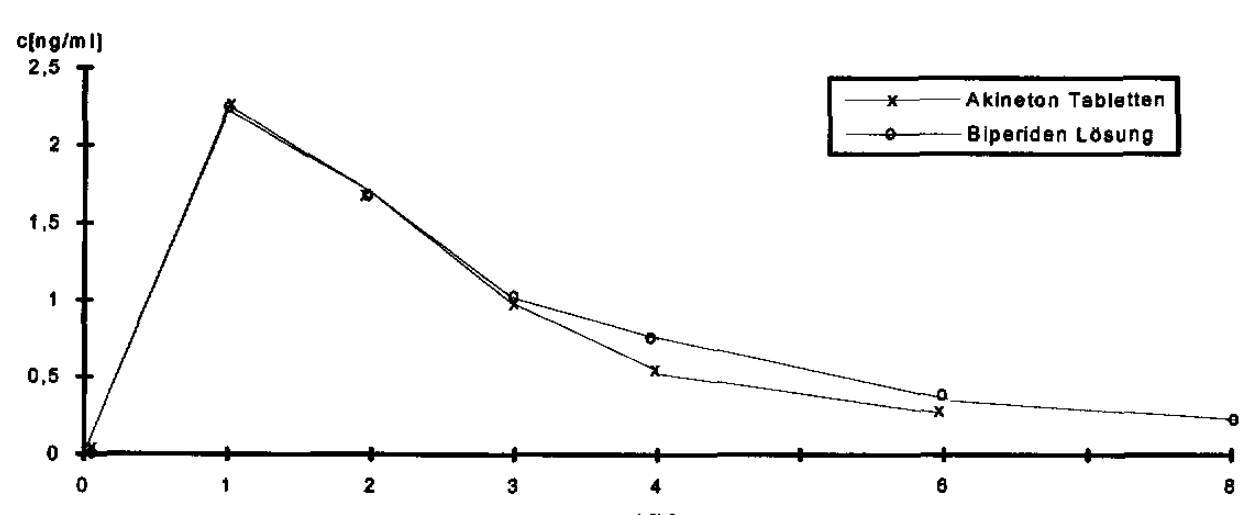 c[ng/ml]
2,5
2
1,5
1
0,5
0
Akineton Tabletten
Biperiden Lösung
0 1 2 3 4 6 8